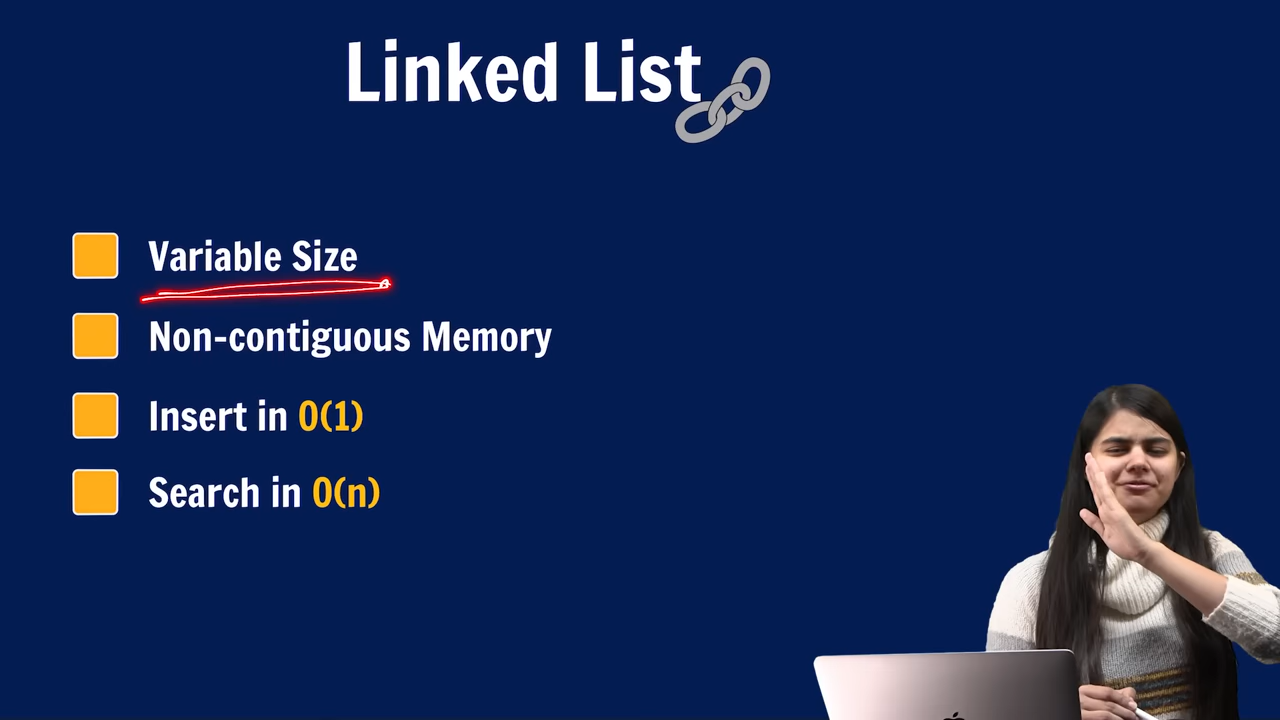 Linked List
Variable Size
Non-contiguous Memory
Insert in O(1)
Search in O(n)